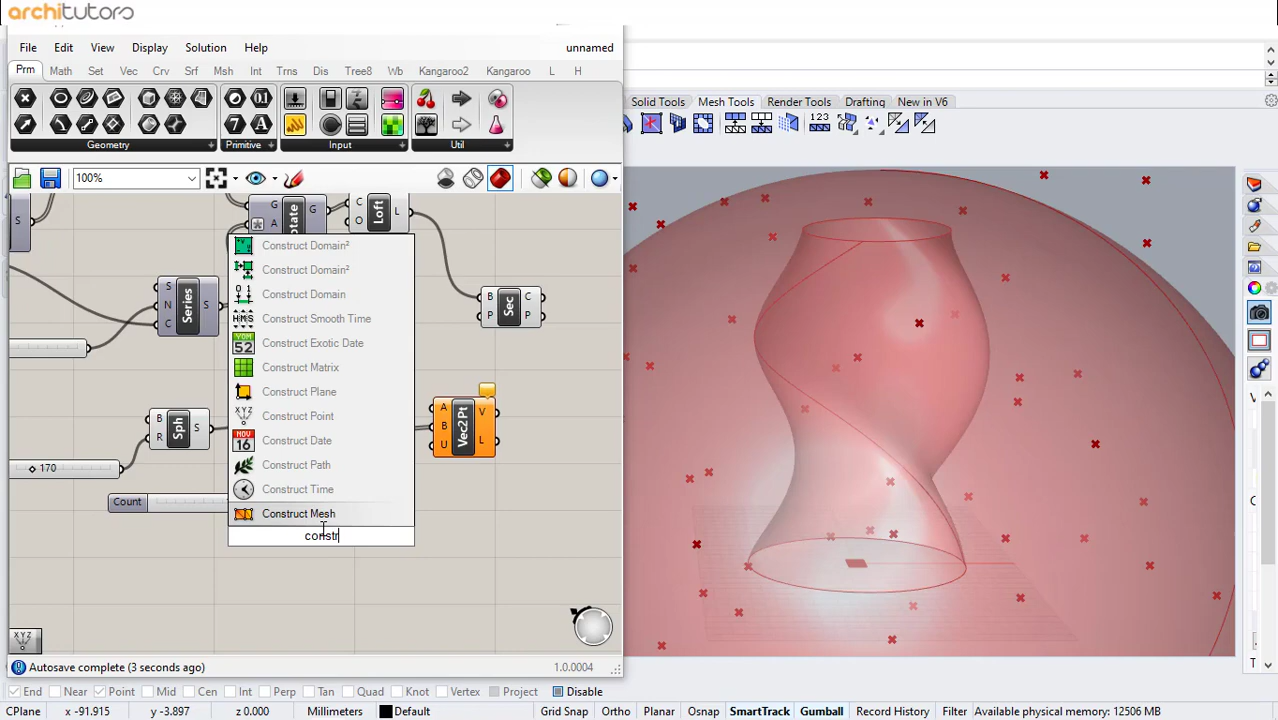 architutors
File Edit View Display Solution Help unnamed
Prm Math Set Vec Crv Srf Msh Int Trns Dis Tree8 Wb Kangaroo2 Kangaroo L H
Geometry Primitive Input Util
Solid Tools Mesh Tools Render Tools Drafting New in V6
123
100%
G A G
C O Loft L
S
S N C Series S
B P Sec C P
Construct Domain²
Construct Domain²
Construct Domain
Construct Smooth Time
Construct Exotic Date
Construct Matrix
Construct Plane
Construct Point
Construct Date
Construct Path
Construct Time
Construct Mesh
constr
B R Sph S
A B U Vec2Pt V L
170
Count
XYZ
Autosave complete (3 seconds ago) 1.0.0004
End Near Point Mid Cen Int Perp Tan Quad Knot Vertex Project Disable
CPlane x -91.915 y -3.897 z 0.000 Millimeters Default Grid Snap Ortho Planar Osnap SmartTrack Gumball Record History Filter Available physical memory: 12506 MB